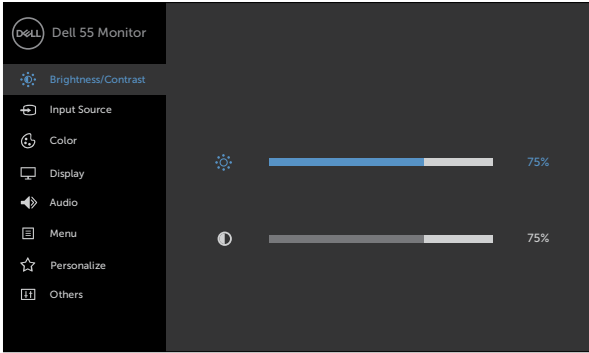 DELL
Dell 55 Monitor
Brightness/Contrast
Input Source
Color
Display
Audio
Menu
Personalize
Others
75%
75%